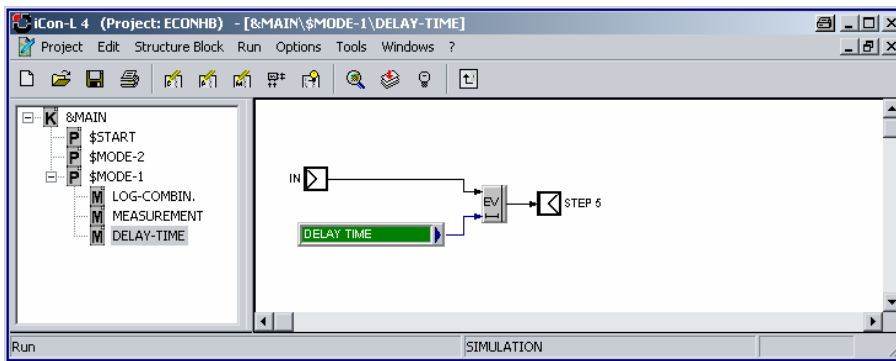 iCon-L 4 (Project: ECONHB) - [&MAIN\$MODE-1\DELAY-TIME]
Project Edit Structure Block Run Options Tools Windows ?
&MAIN
$START
$MODE-2
$MODE-1
LOG-COMBIN.
MEASUREMENT
DELAY-TIME
IN
EV
STEP 5
DELAY TIME
Run SIMULATION